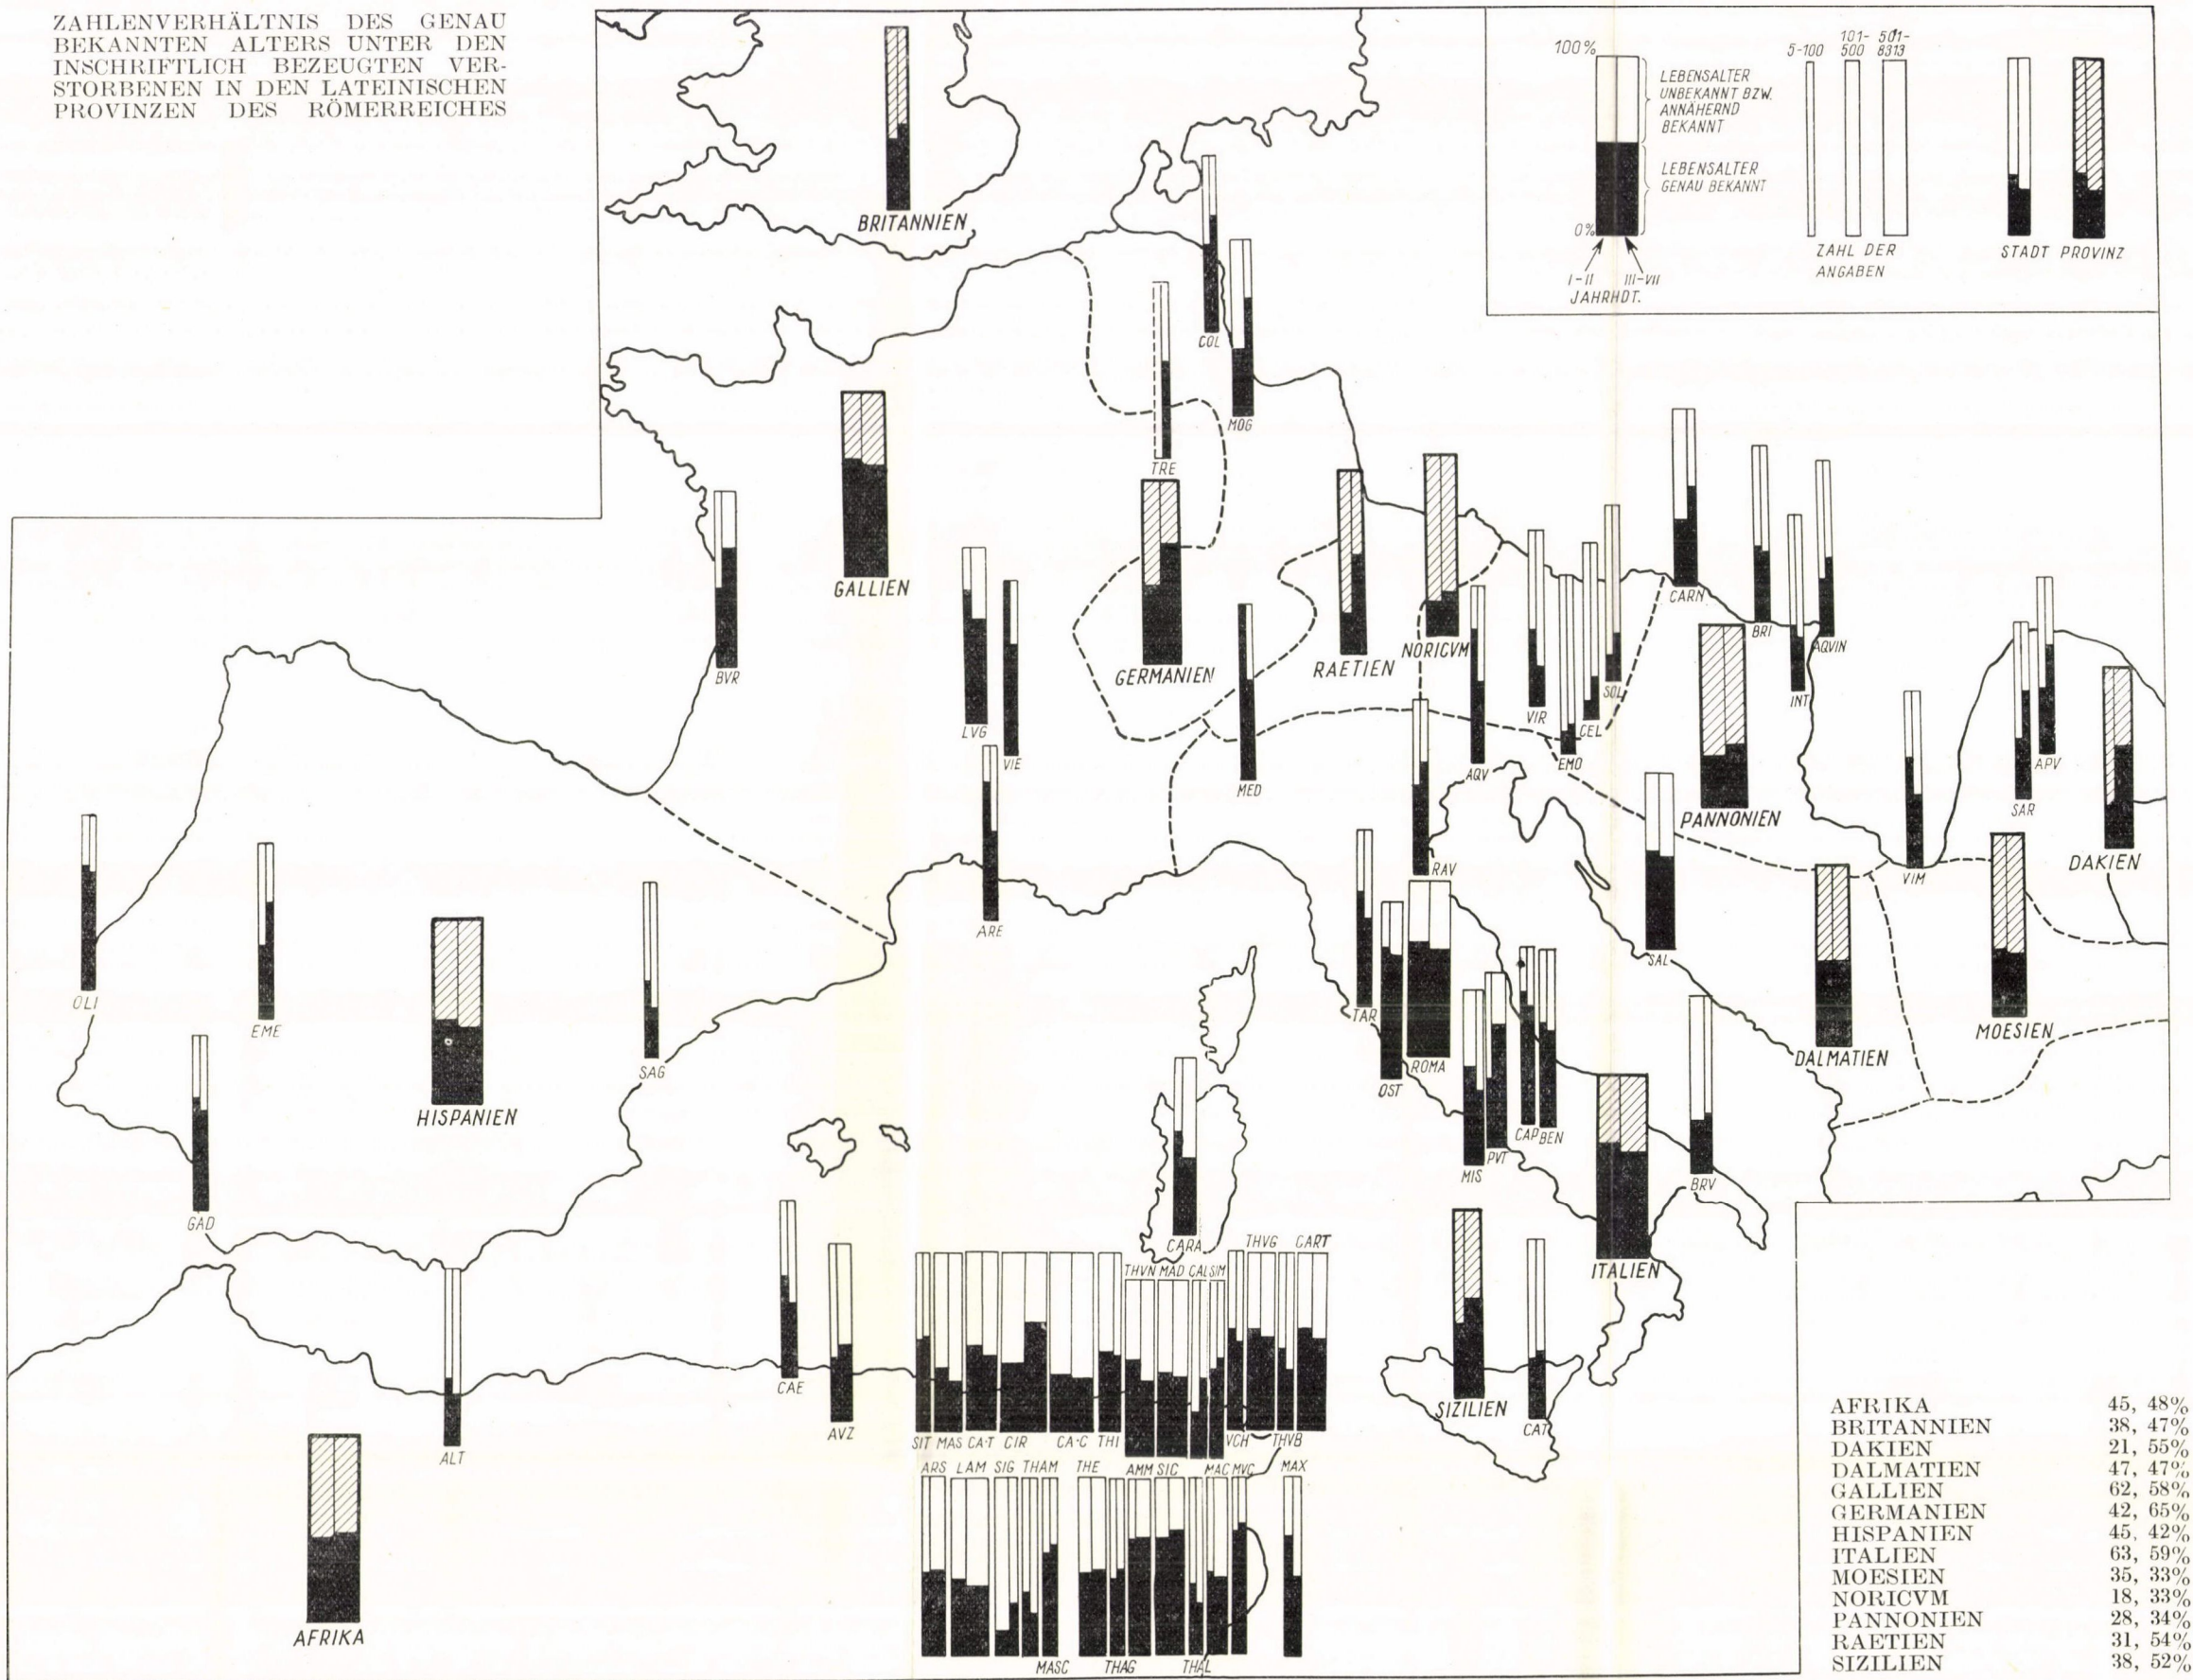 ZAHLENVERHÄLTNIS DES GENAU
BEKANNTEN ALTERS UNTER DEN
INSCHRIFTLICH BEZEUGTEN VER-
STORBENEN IN DEN LATEINISCHEN
PROVINZEN DES RÖMERREICHES
100%
LEBENSALTER
UNBEKANNT BZW.
ANNÄHERND
BEKANNT
LEBENSALTER
GENAU BEKANNT
0%
I-II III-VII
JAHRHDT.
5-100 101-500 501-8313
ZAHL DER
ANGABEN
STADT PROVINZ
BRITANNIEN
COL
MOG
TRE
GALLIEN
GERMANIEN
RAETIEN
NORICVM
CARN
BRI
AQVIN
INT
BVR
LVG
VIE
MED
AQV
VIR
EMO
CEL
SOL
PANNONIEN
APV
SAR
DAKIEN
VIM
ARE
RAV
SAL
OLI
EME
HISPANIEN
SAG
GAD
TAR
OST
ROMA
MIS
PVT
CAP
BEN
BRV
DALMATIEN
MOESIEN
ITALIEN
CARA
SIZILIEN
CAT
ALT
CAE
AVZ
AFRIKA
THVG CART
THVN MAD CAL SIM
SIT MAS CA·T CIR CA·C THI VCH THVB
ARS LAM SIG THAM THE AMM SIC MAC MVC MAX
MASC THAG THAL
AFRIKA 45, 48%
BRITANNIEN 38, 47%
DAKIEN 21, 55%
DALMATIEN 47, 47%
GALLIEN 62, 58%
GERMANIEN 42, 65%
HISPANIEN 45, 42%
ITALIEN 63, 59%
MOESIEN 35, 33%
NORICVM 18, 33%
PANNONIEN 28, 34%
RAETIEN 31, 54%
SIZILIEN 38, 52%